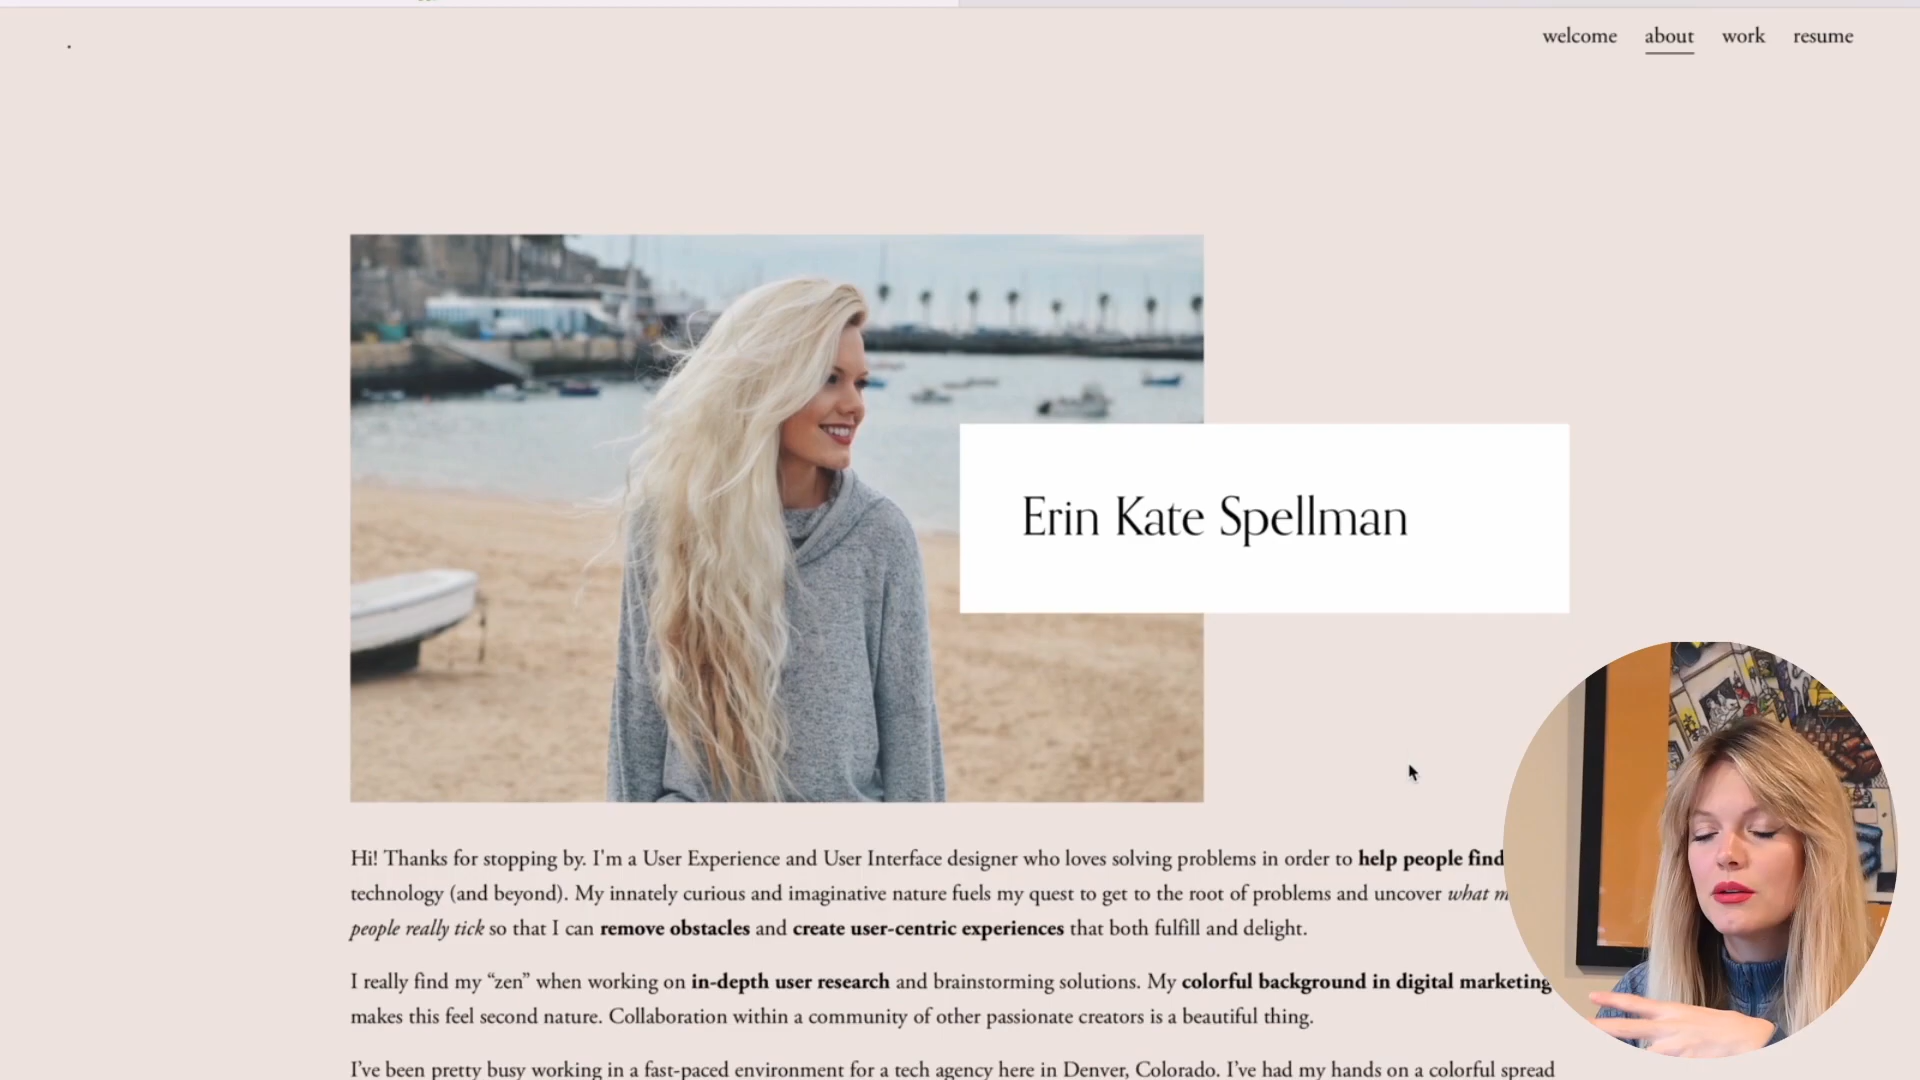 welcome about work resume
Erin Kate Spellman
Hi! Thanks for stopping by. I'm a User Experience and User Interface designer who loves solving problems in order to help people find
technology (and beyond). My innately curious and imaginative nature fuels my quest to get to the root of problems and uncover what
people really tick so that I can remove obstacles and create user-centric experiences that both fulfill and delight.
I really find my “zen” when working on in-depth user research and brainstorming solutions. My colorful background in digital marketing
makes this feel second nature. Collaboration within a community of other passionate creators is a beautiful thing.
I’ve been pretty busy working in a fast-paced environment for a tech agency here in Denver, Colorado. I’ve had my hands on a colorful spread